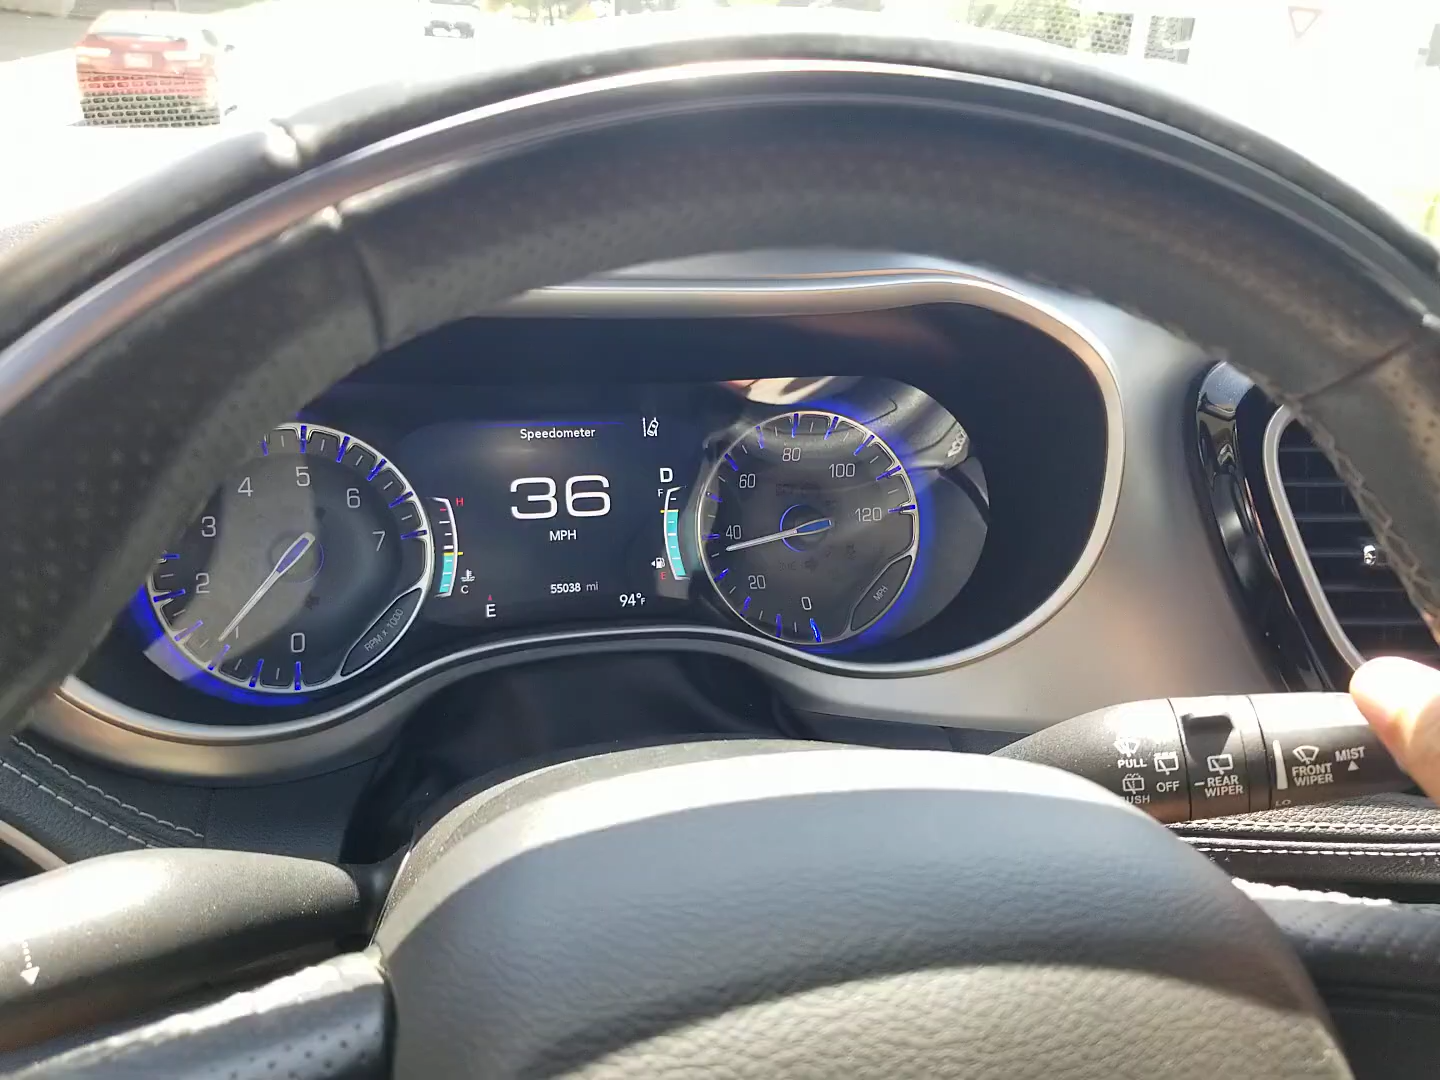 Speedometer
36
MPH
55038 mi
94°F
E
D
F
E
H
C
0
1
2
3
4
5
6
7
RPM x 1000
0
20
40
60
80
100
120
MPH
PULL
PUSH
OFF
REAR
WIPER
FRONT
WIPER
MIST
LO